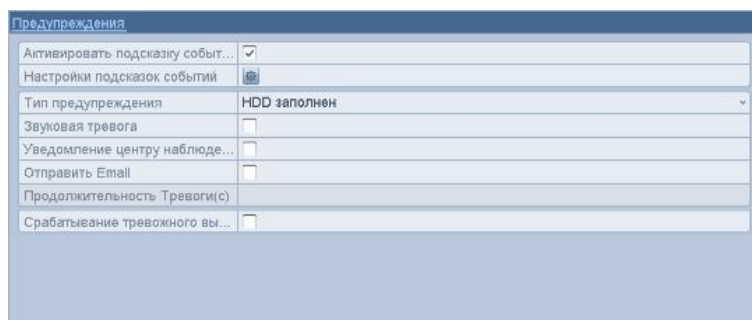 Предупреждения
Активировать подсказку событ...
Настройки подсказок событий
Тип предупреждения HDD заполнен
Звуковая тревога
Уведомление центру наблюде...
Отправить Email
Продолжительность Тревоги(с)
Срабатывание тревожного вы...